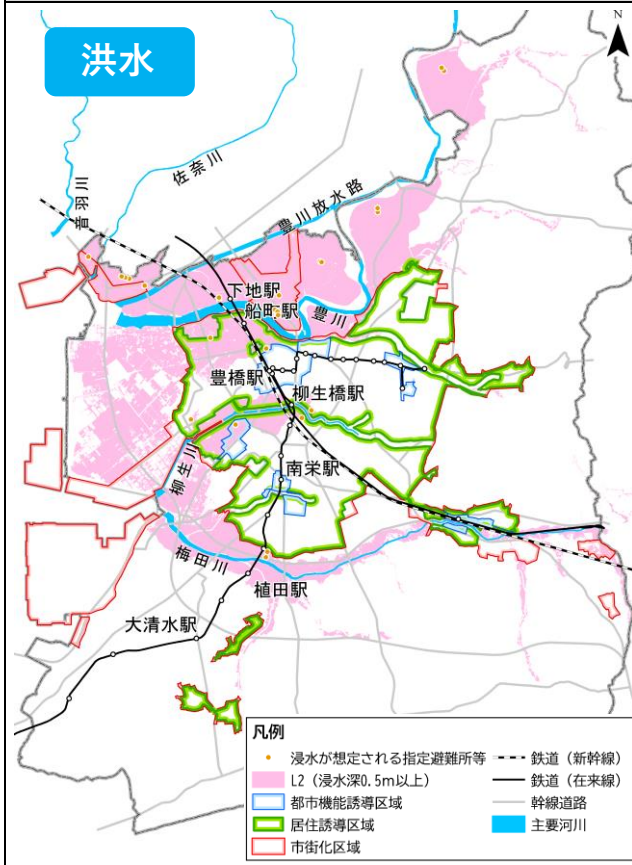 洪水
N
佐奈川
音羽川
豊川放水路
下地駅
船町駅
豊川
豊橋駅
柳生橋駅
南栄駅
柳生川
梅田川
植田駅
大清水駅
凡例
浸水が想定される指定避難所等
L2（浸水深0.5m以上）
都市機能誘導区域
居住誘導区域
市街化区域
鉄道（新幹線）
鉄道（在来線）
幹線道路
主要河川